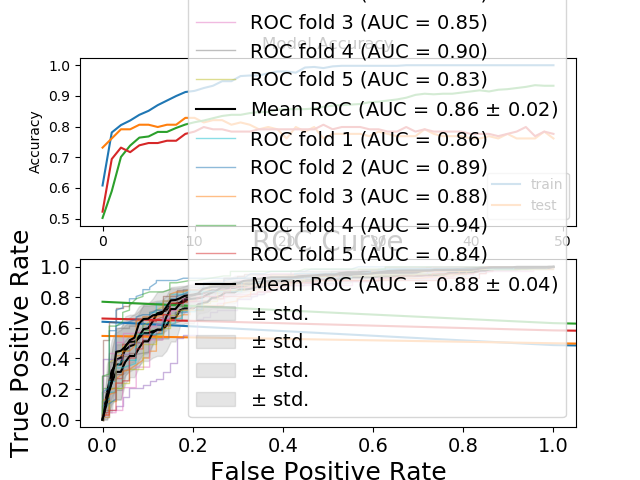 ROC fold 3 (AUC = 0.85)
Model Accuracy
ROC fold 4 (AUC = 0.90)
ROC fold 5 (AUC = 0.83)
Mean ROC (AUC = 0.86 ± 0.02)
ROC fold 1 (AUC = 0.86)
ROC fold 2 (AUC = 0.89)
ROC fold 3 (AUC = 0.88)
ROC fold 4 (AUC = 0.94)
ROC fold 5 (AUC = 0.84)
Mean ROC (AUC = 0.88 ± 0.04)
± std.
± std.
± std.
± std.
Accuracy
1.0
0.9
0.8
0.7
0.6
0.5
0 10 20 30 40 50
train
test
ROC Curve
True Positive Rate
1.0
0.8
0.6
0.4
0.2
0.0
0.0 0.2 0.4 0.6 0.8 1.0
False Positive Rate